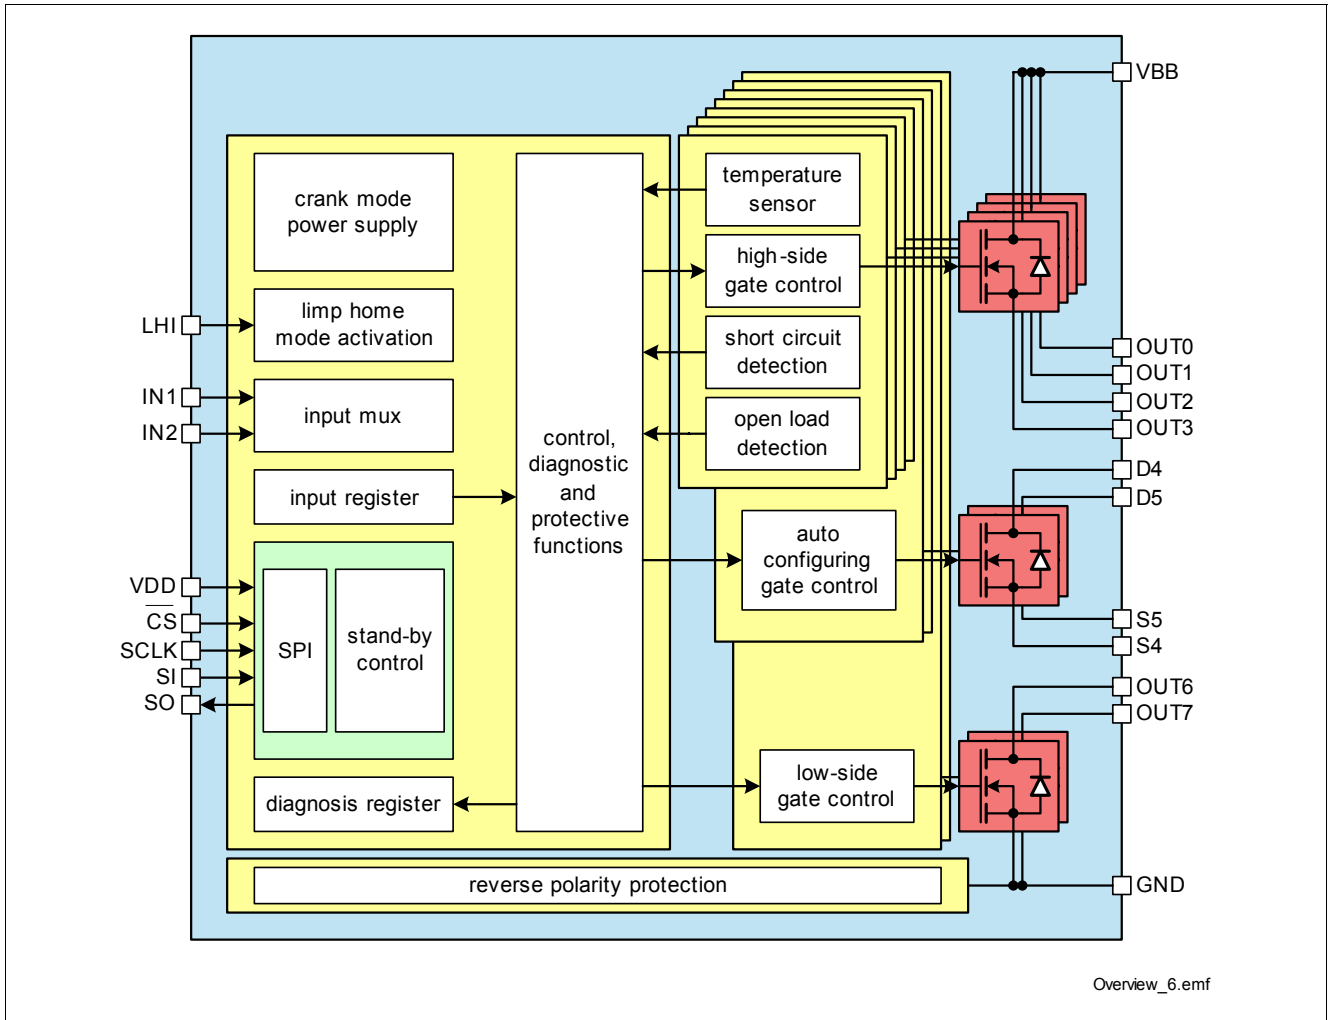 VBB
temperature
sensor
crank mode
power supply
high-side
gate control
LHI
limp home
mode activation
short circuit
detection
OUT0
OUT1
OUT2
OUT3
IN1
IN2
input mux
open load
detection
control,
diagnostic
and
protective
functions
D4
D5
input register
auto
configuring
gate control
VDD
CS
SCLK
SI
SO
SPI
stand-by
control
S5
S4
OUT6
OUT7
low-side
gate control
diagnosis register
reverse polarity protection
GND
Overview_6.emf